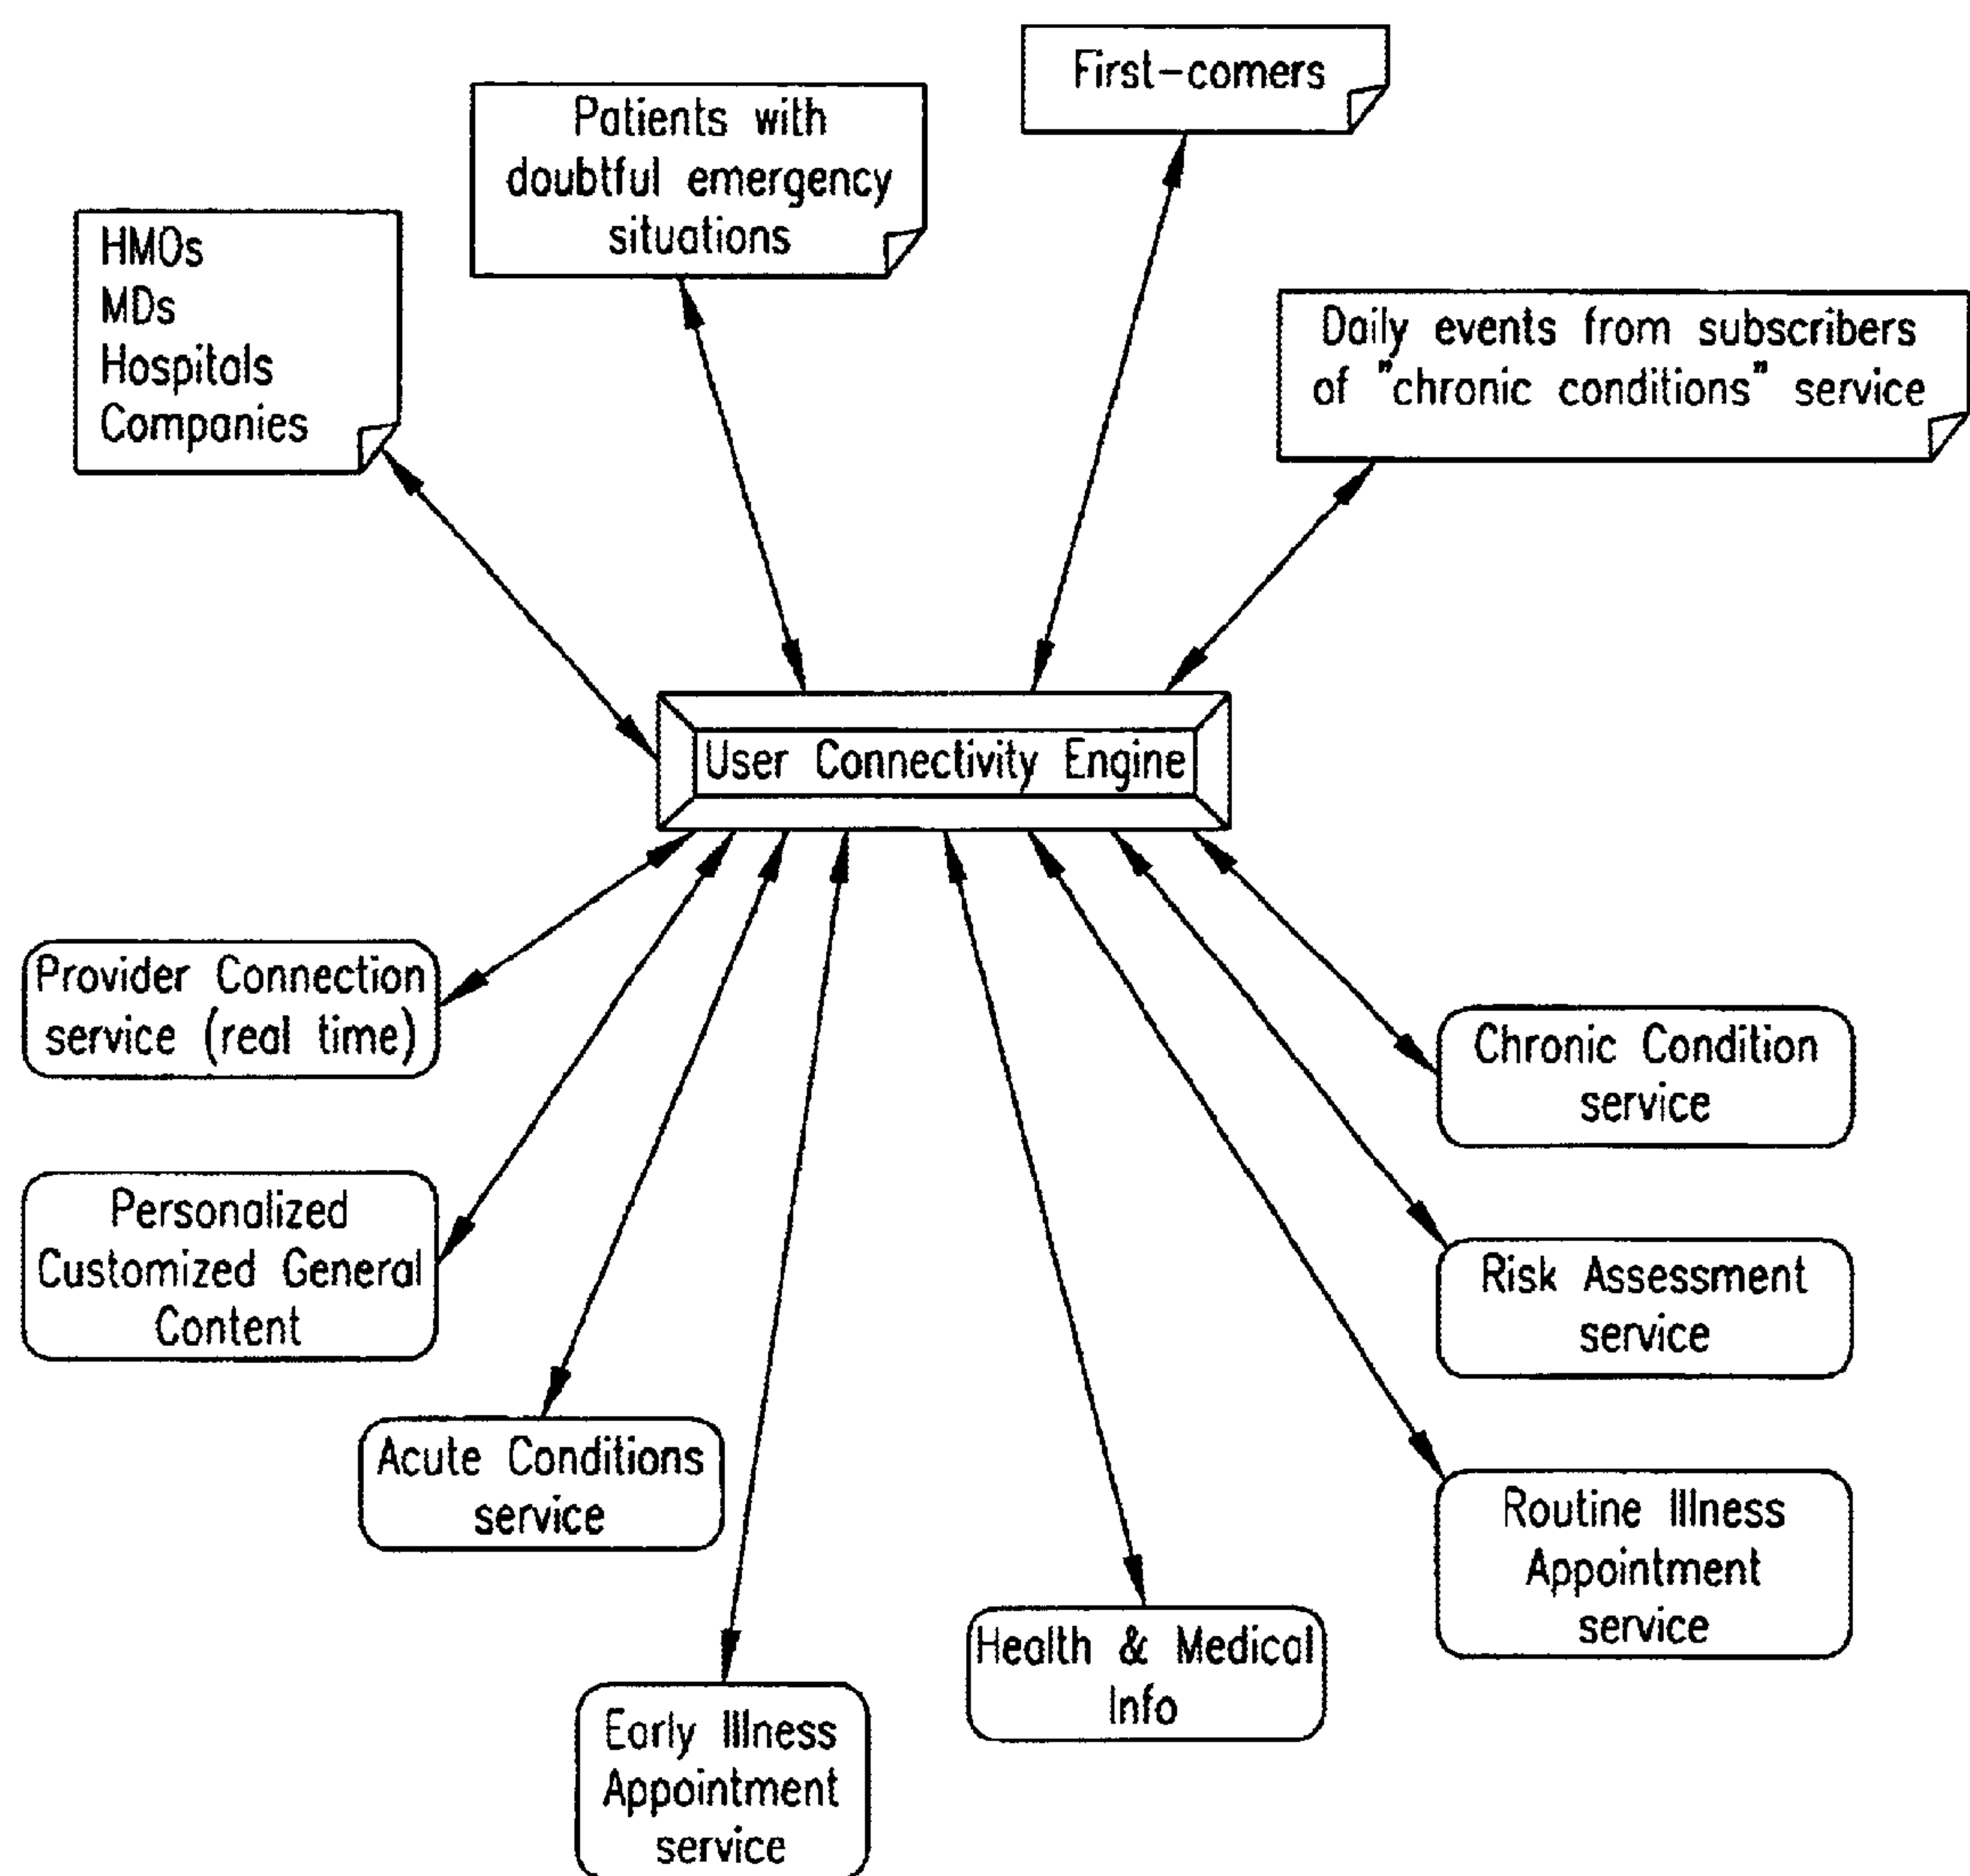 First-comers
Patients with
doubtful emergency
situations
HMOs
MDs
Hospitals
Companies
Daily events from subscribers
of "chronic conditions" service
User Connectivity Engine
Provider Connection
service (real time)
Chronic Condition
service
Personalized
Customized General
Content
Risk Assessment
service
Acute Conditions
service
Routine Illness
Appointment
service
Health & Medical
Info
Early Illness
Appointment
service